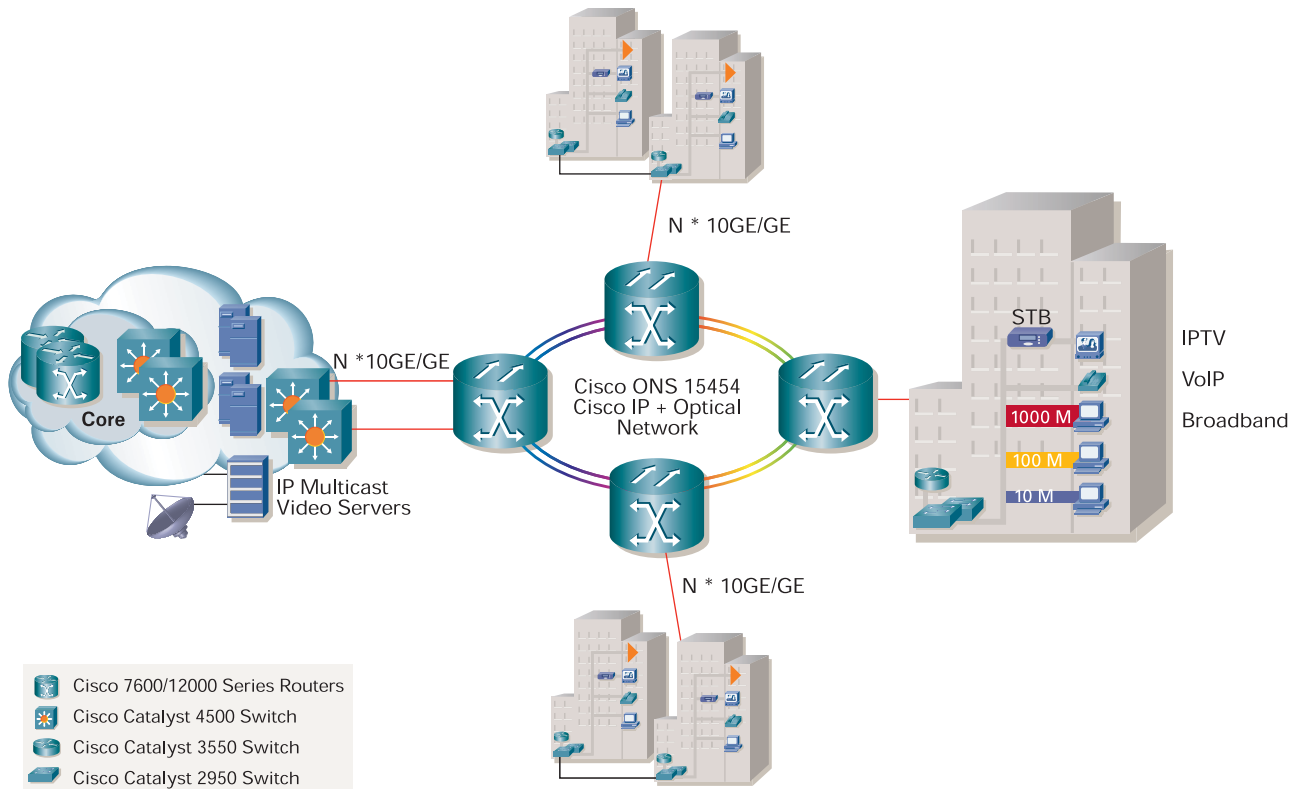 N * 10GE/GE
STB
IPTV
N *10GE/GE
VoIP
Cisco ONS 15454
Cisco IP + Optical
Network
Core
1000 M
Broadband
100 M
10 M
IP Multicast
Video Servers
N * 10GE/GE
Cisco 7600/12000 Series Routers
Cisco Catalyst 4500 Switch
Cisco Catalyst 3550 Switch
Cisco Catalyst 2950 Switch